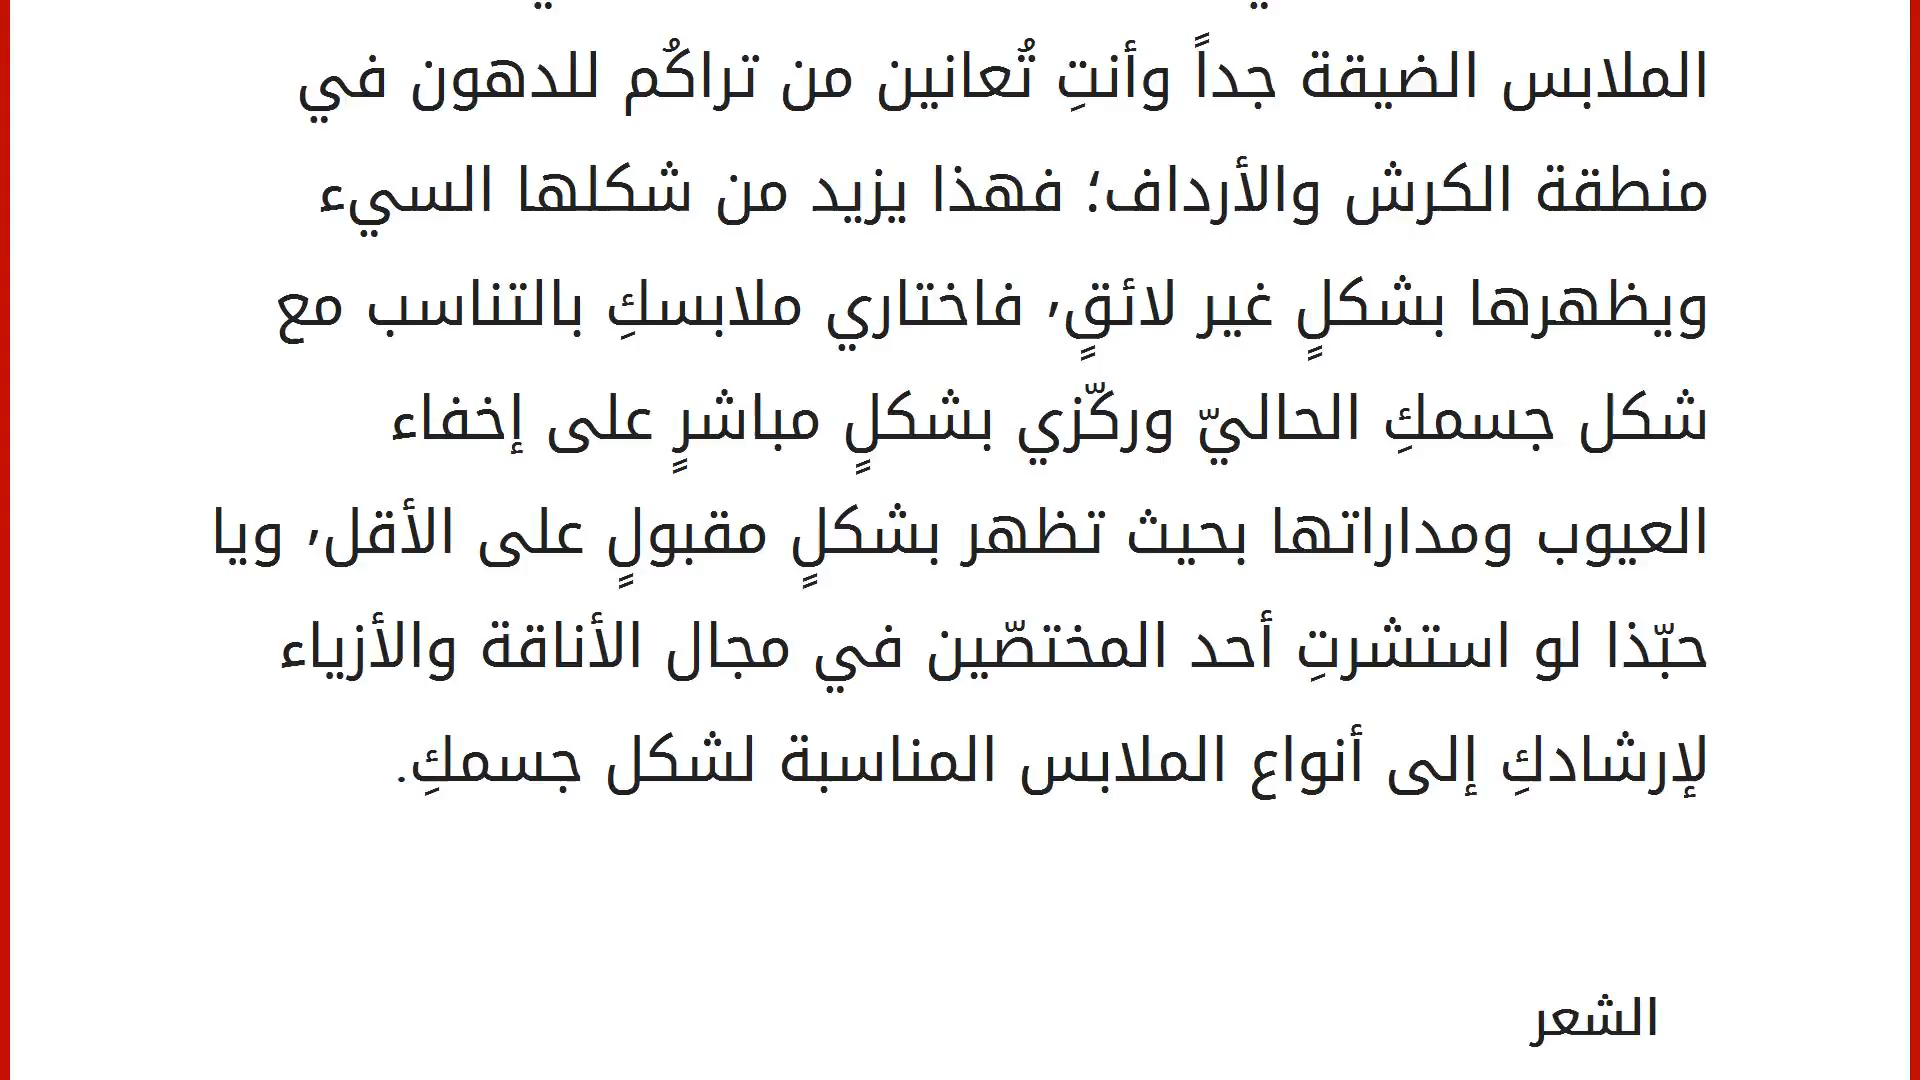 الملابس الضيقة جداً وأنتِ تُعانين من تراكُم للدهون في
منطقة الكرش والأرداف؛ فهذا يزيد من شكلها السيء
ويظهرها بشكلٍ غير لائقٍ٬ فاختاري ملابسكِ بالتناسب مع
شكل جسمكِ الحاليّ وركّزي بشكلٍ مباشرٍ على إخفاء
العيوب ومداراتها بحيث تظهر بشكلٍ مقبولٍ على الأقل٬ ويا
حبّذا لو استشرتِ أحد المختصّين في مجال الأناقة والأزياء
لإرشادكِ إلى أنواع الملابس المناسبة لشكل جسمكِ.
الشعر